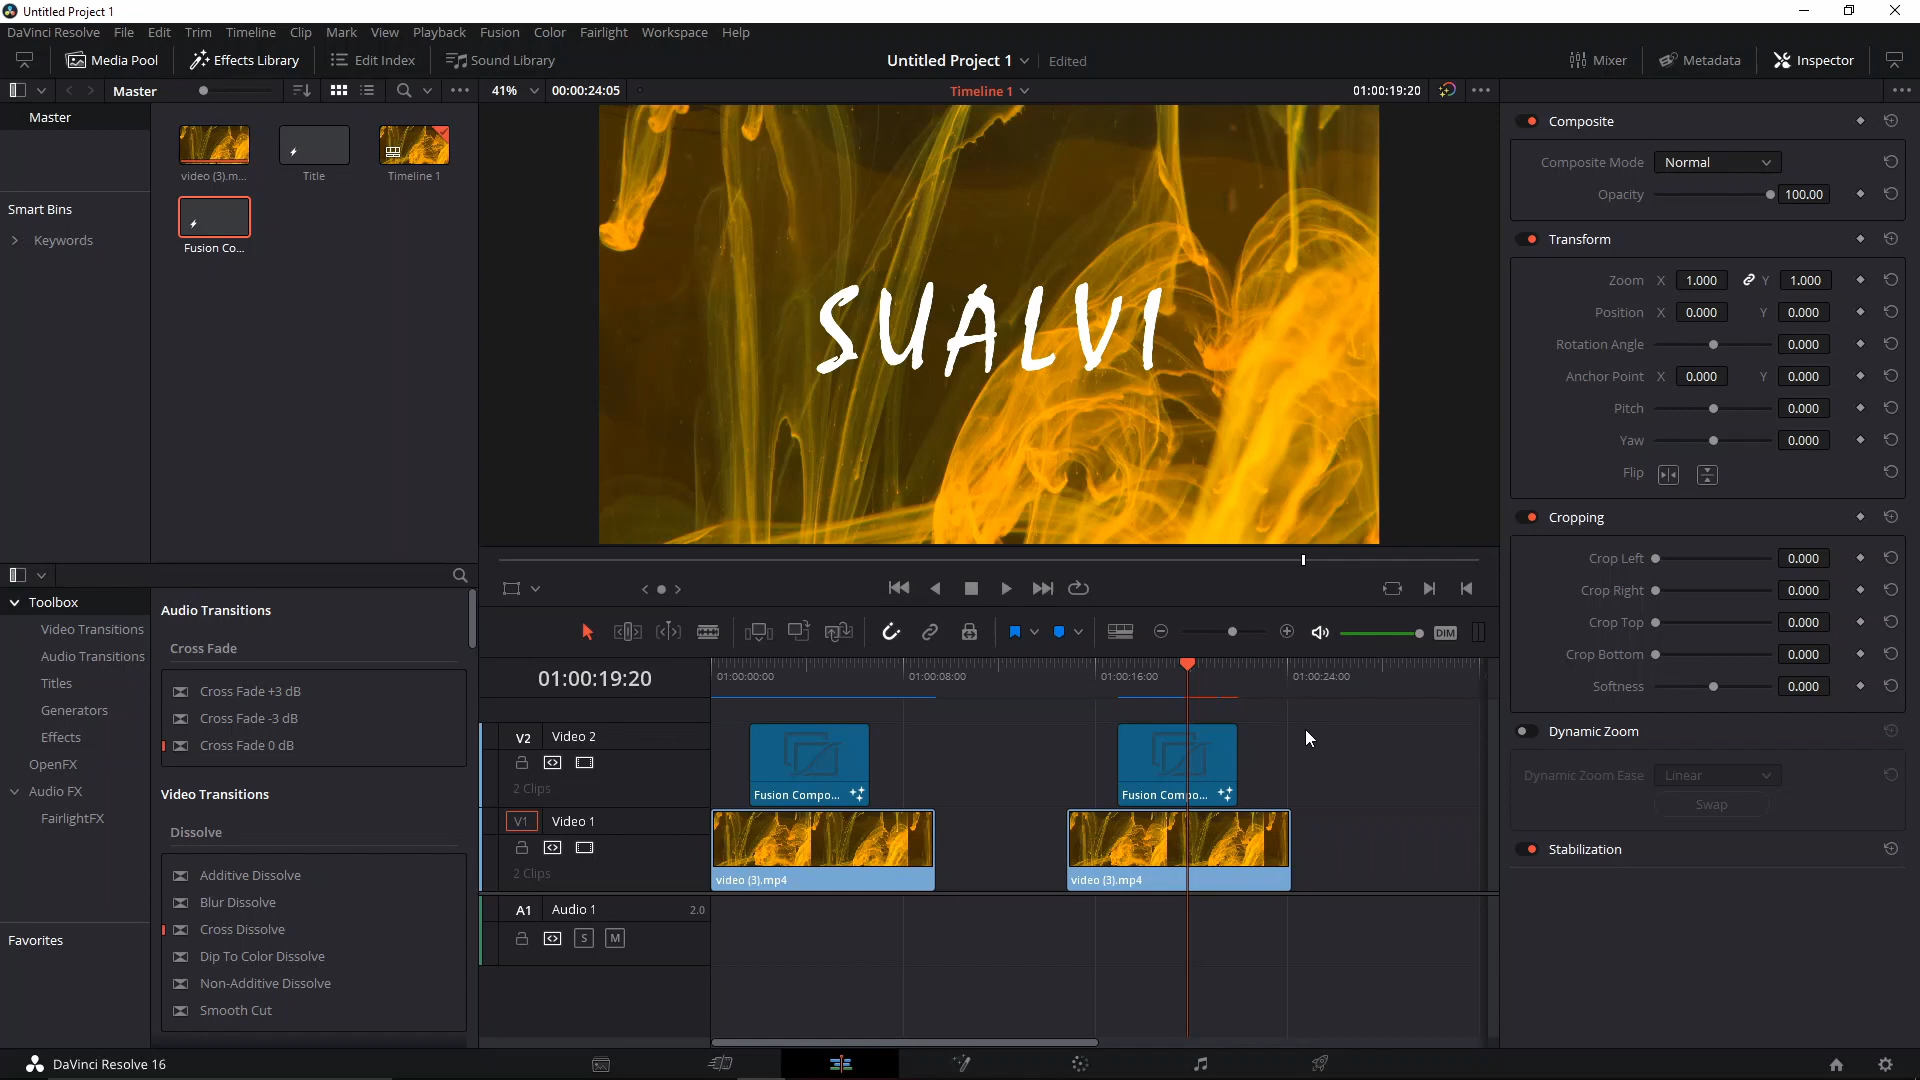 Untitled Project 1
DaVinci Resolve File Edit Trim Timeline Clip Mark View Playback Fusion Color Fairlight Workspace Help
Media Pool Effects Library Edit Index Sound Library Untitled Project 1 Edited Mixer Metadata Inspector
Master 41% 00:00:24:05 Timeline 1 01:00:19:20
Master
video (3).m... Title Timeline 1
Fusion Co...
Smart Bins
Keywords
SUALVI
Composite
Composite Mode Normal
Opacity 100.00
Transform
Zoom X 1.000 Y 1.000
Position X 0.000 Y 0.000
Rotation Angle 0.000
Anchor Point X 0.000 Y 0.000
Pitch 0.000
Yaw 0.000
Flip
Cropping
Crop Left 0.000
Crop Right 0.000
Crop Top 0.000
Crop Bottom 0.000
Softness 0.000
Dynamic Zoom
Dynamic Zoom Ease Linear
Swap
Stabilization
Toolbox
Video Transitions
Audio Transitions
Titles
Generators
Effects
OpenFX
Audio FX
FairlightFX
Favorites
Audio Transitions
Cross Fade
Cross Fade +3 dB
Cross Fade -3 dB
Cross Fade 0 dB
Video Transitions
Dissolve
Additive Dissolve
Blur Dissolve
Cross Dissolve
Dip To Color Dissolve
Non-Additive Dissolve
Smooth Cut
DIM
01:00:19:20 01:00:00:00 01:00:08:00 01:00:16:00 01:00:24:00
V2 Video 2
2 Clips
Fusion Compo... Fusion Compo...
V1 Video 1
2 Clips
video (3).mp4 video (3).mp4
A1 Audio 1 2.0
S M
DaVinci Resolve 16